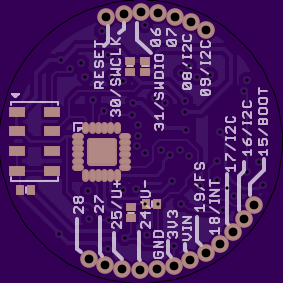 RESET
30/SWCLK
31/SWDIO
06
07
08/I2C
09/I2C
28
27
25/U+
24/U-
GND
3V3
VIN
19/FS
18/INT
17/I2C
16/I2C
15/BOOT